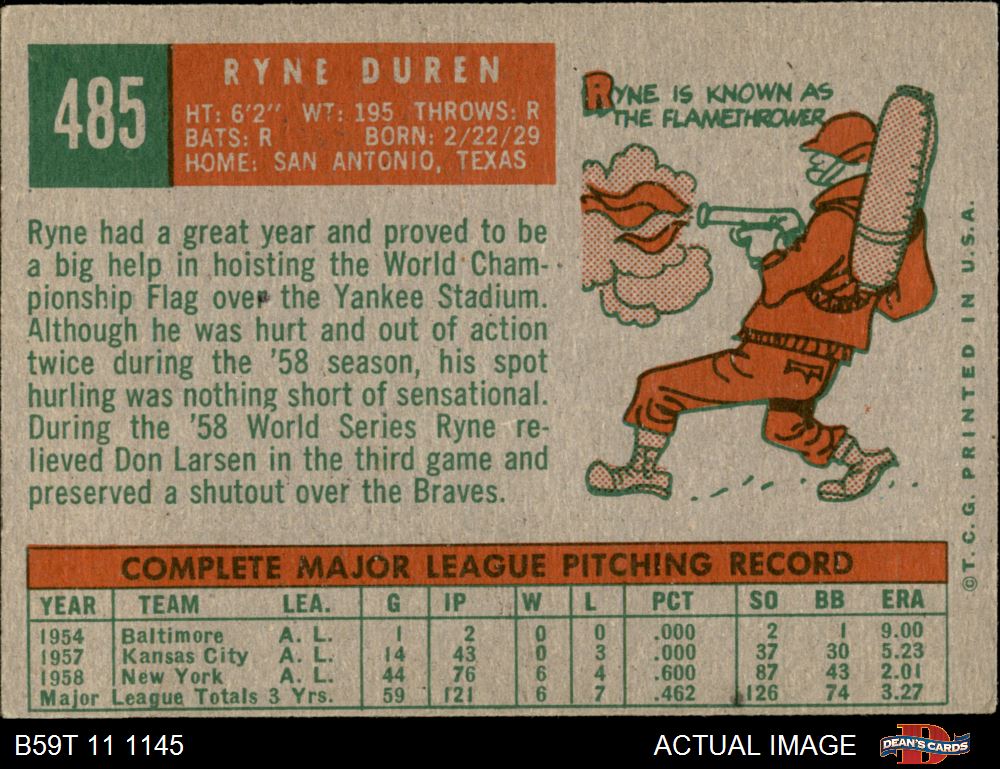 485
RYNE DUREN
HT: 6'2" WT: 195 THROWS: R
BATS: R BORN: 2/22/29
HOME: SAN ANTONIO, TEXAS
RYNE IS KNOWN AS
THE FLAMETHROWER
Ryne had a great year and proved to be
a big help in hoisting the World Cham-
pionship Flag over the Yankee Stadium.
Although he was hurt and out of action
twice during the '58 season, his spot
hurling was nothing short of sensational.
During the '58 World Series Ryne re-
lieved Don Larsen in the third game and
preserved a shutout over the Braves.
©T. C. G. PRINTED IN U.S.A.
COMPLETE MAJOR LEAGUE PITCHING RECORD
YEAR TEAM LEA. G IP W L PCT SO BB ERA
1954 Baltimore A. L. 1 2 0 0 .000 2 1 9.00
1957 Kansas City A. L. 14 43 0 3 .000 37 30 5.23
1958 New York A. L. 44 76 6 4 .600 87 43 2.01
Major League Totals 3 Yrs. 59 121 6 7 .462 126 74 3.27
B59T 11 1145
ACTUAL IMAGE
DEAN'S CARDS